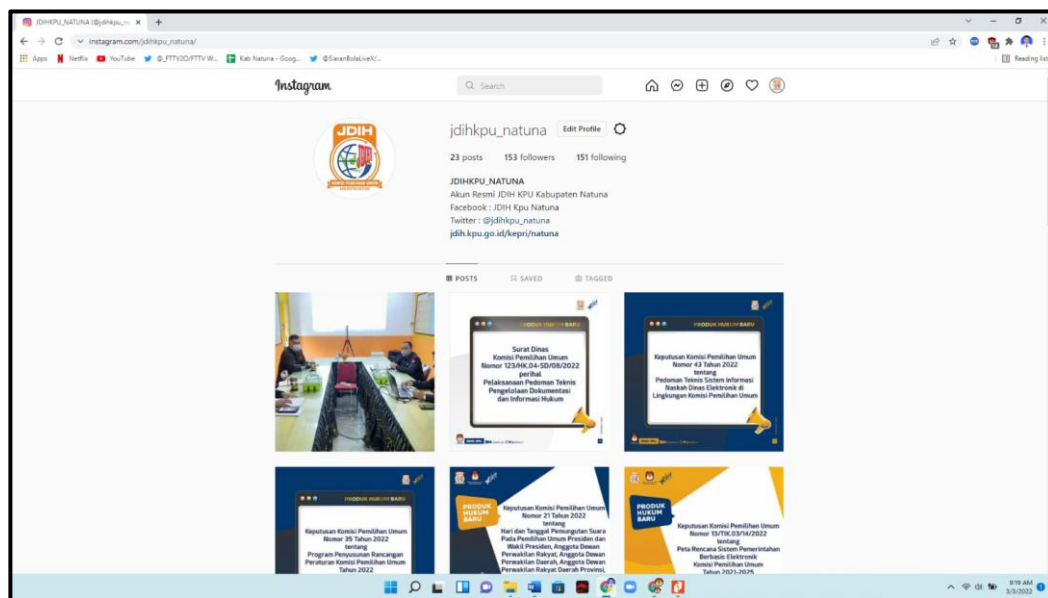 JDIHKPU_NATUNA (@jdihkpu_n
instagram.com/jdihkpu_natuna/
Apps
Netflix
YouTube
@_FTTV2O/FTTV W...
Kab Natuna - Goog...
@SiaranBolaLiveX/...
Reading list
Instagram
Search
JDIH
jdihkpu_natuna
Edit Profile
23 posts 153 followers 151 following
JDIHKPU_NATUNA
Akun Resmi JDIH KPU Kabupaten Natuna
Facebook : JDIH Kpu Natuna
Twitter : @jdihkpu_natuna
jdih.kpu.go.id/kepri/natuna
POSTS
SAVED
TAGGED
PRODUK HUKUM BARU
Surat Dinas
Komisi Pemilihan Umum
Nomor 123/HK.04-SD/08/2022
perihal
Pelaksanaan Pedoman Teknis
Pengelolaan Dokumentasi
dan Informasi Hukum
PRODUK HUKUM BARU
Keputusan Komisi Pemilihan Umum
Nomor 43 Tahun 2022
tentang
Pedoman Teknis Sistem Informasi
Naskah Dinas Elektronik di
Lingkungan Komisi Pemilihan Umum
PRODUK HUKUM BARU
Keputusan Komisi Pemilihan Umum
Nomor 35 Tahun 2022
tentang
Program Penyusunan Rancangan
Peraturan Komisi Pemilihan Umum
Tahun 2022
PRODUK
HUKUM
BARU
Keputusan Komisi Pemilihan Umum
Nomor 21 Tahun 2022
tentang
Hari dan Tanggal Pemungutan Suara
Pada Pemilihan Umum Presiden dan
Wakil Presiden, Anggota Dewan
Perwakilan Rakyat, Anggota Dewan
Perwakilan Daerah, Anggota Dewan
Perwakilan Rakyat Daerah Provinsi,
PRODUK
HUKUM
BARU
Keputusan Komisi Pemilihan Umum
Nomor 13/TIK.03/14/2022
tentang
Peta Rencana Sistem Pemerintahan
Berbasis Elektronik
Komisi Pemilihan Umum
Tahun 2021-2025
9:19 AM
3/3/2022